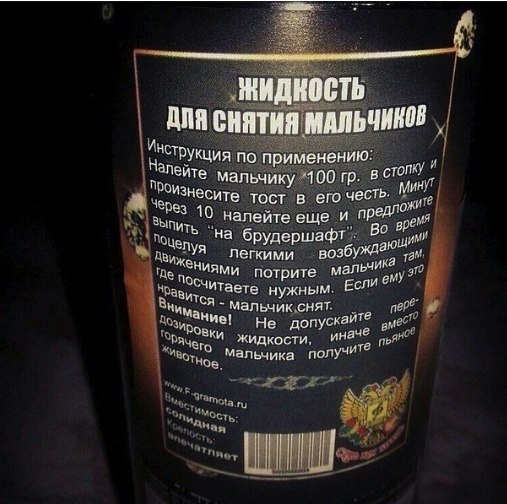 ЖИДКОСТЬ
ДЛЯ СНЯТИЯ МАЛЬЧИКОВ
Инструкция по применению:
Налейте мальчику 100 гр. в стопку и
произнесите тост в его честь. Минут
через 10 налейте еще и предложите
выпить "на брудершафт". Во время
поцелуя легкими возбуждающими
движениями потрите мальчика там,
где посчитаете нужным. Если ему это
нравится - мальчик снят.
Внимание! Не допускайте пере-
дозировки жидкости, иначе вместо
горячего мальчика получите пьяное
животное.
www.F-gramota.ru
Вместимость:
солидная
Крепость:
впечатляет